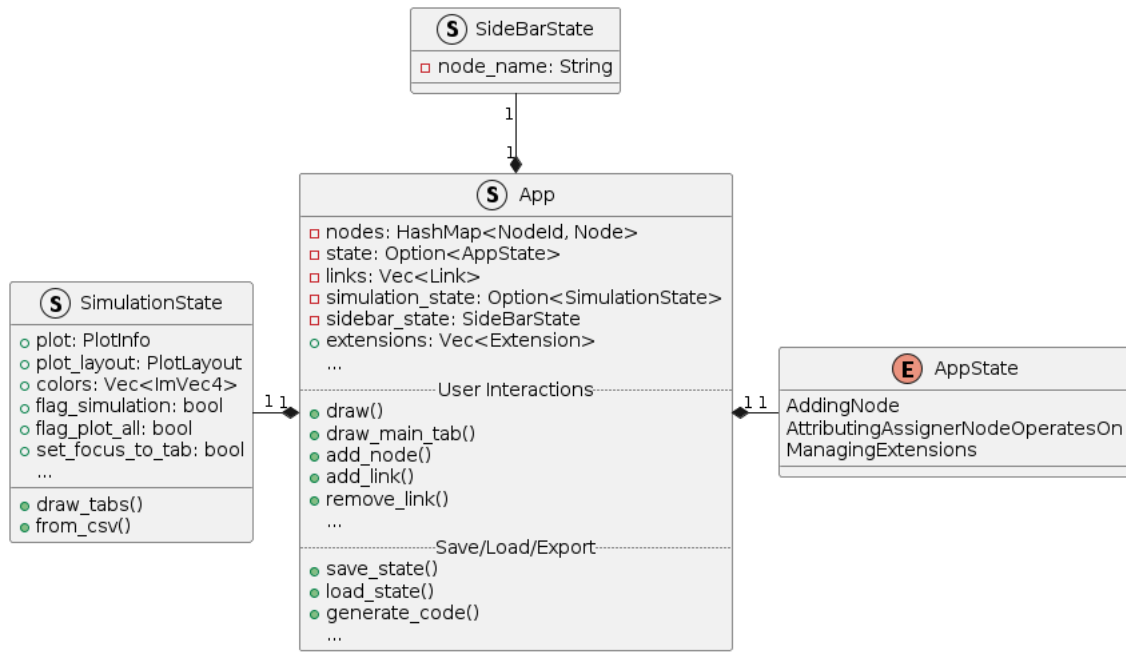 S SideBarState
node_name: String
1
1
S App
nodes: HashMap<NodeId, Node>
state: Option<AppState>
links: Vec<Link>
simulation_state: Option<SimulationState>
sidebar_state: SideBarState
extensions: Vec<Extension>
...
User Interactions
draw()
draw_main_tab()
add_node()
add_link()
remove_link()
...
Save/Load/Export
save_state()
load_state()
generate_code()
...
S SimulationState
plot: PlotInfo
plot_layout: PlotLayout
colors: Vec<ImVec4>
flag_simulation: bool
flag_plot_all: bool
set_focus_to_tab: bool
...
draw_tabs()
from_csv()
1 1
1 1
E AppState
AddingNode
AttributingAssignerNodeOperatesOn
ManagingExtensions